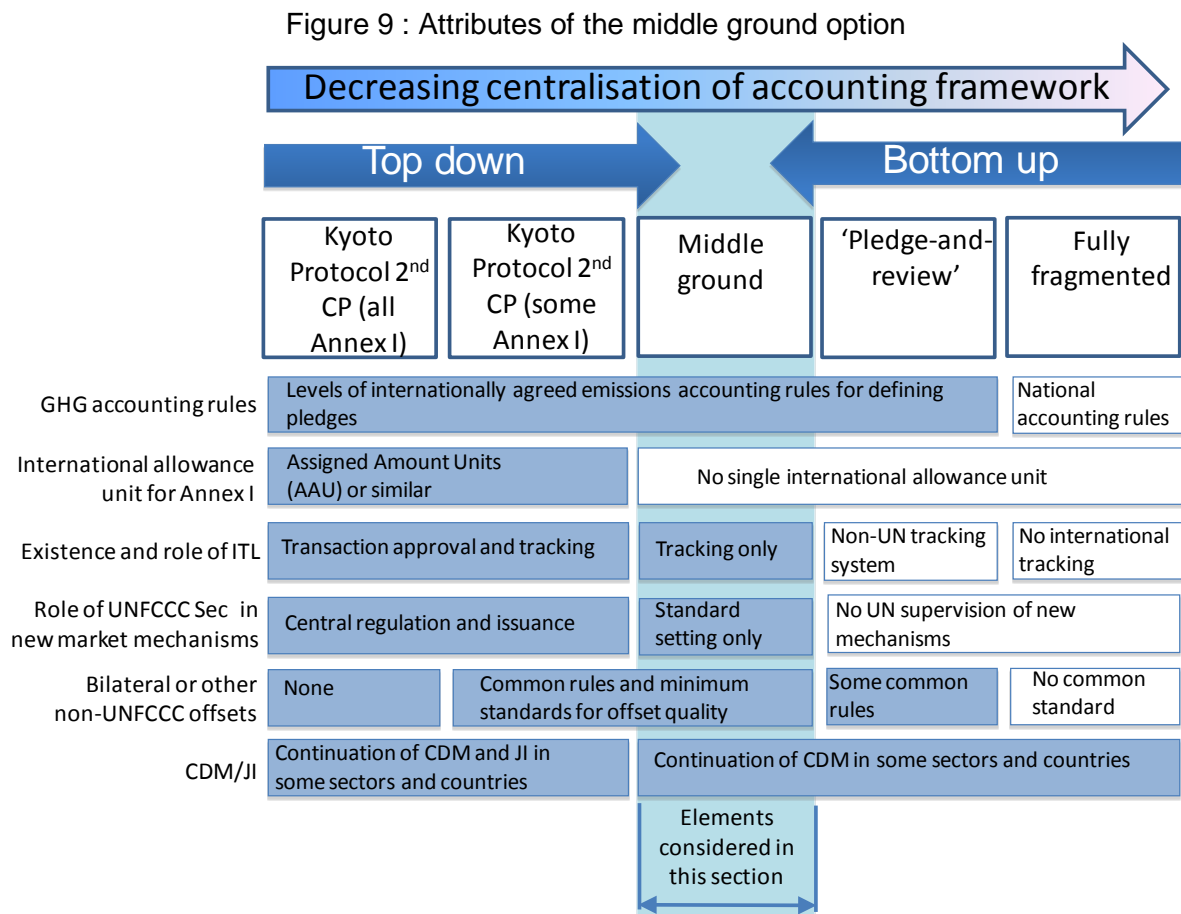 Figure 9 : Attributes of the middle ground option
Decreasing centralisation of accounting framework
Top down
Bottom up
Kyoto
Protocol 2nd
CP (all
Annex I)
Kyoto
Protocol 2nd
CP (some
Annex I)
Middle
ground
‘Pledge-and-
review’
Fully
fragmented
GHG accounting rules
Levels of internationally agreed emissions accounting rules for defining
pledges
National
accounting rules
International allowance
unit for Annex I
Assigned Amount Units
(AAU) or similar
No single international allowance unit
Existence and role of ITL
Transaction approval and tracking
Tracking only
Non-UN tracking
system
No international
tracking
Role of UNFCCC Sec in
new market mechanisms
Central regulation and issuance
Standard
setting only
No UN supervision of new
mechanisms
Bilateral or other
non-UNFCCC offsets
None
Common rules and minimum
standards for offset quality
Some common
rules
No common
standard
CDM/JI
Continuation of CDM and JI in
some sectors and countries
Continuation of CDM in some sectors and countries
Elements
considered in
this section